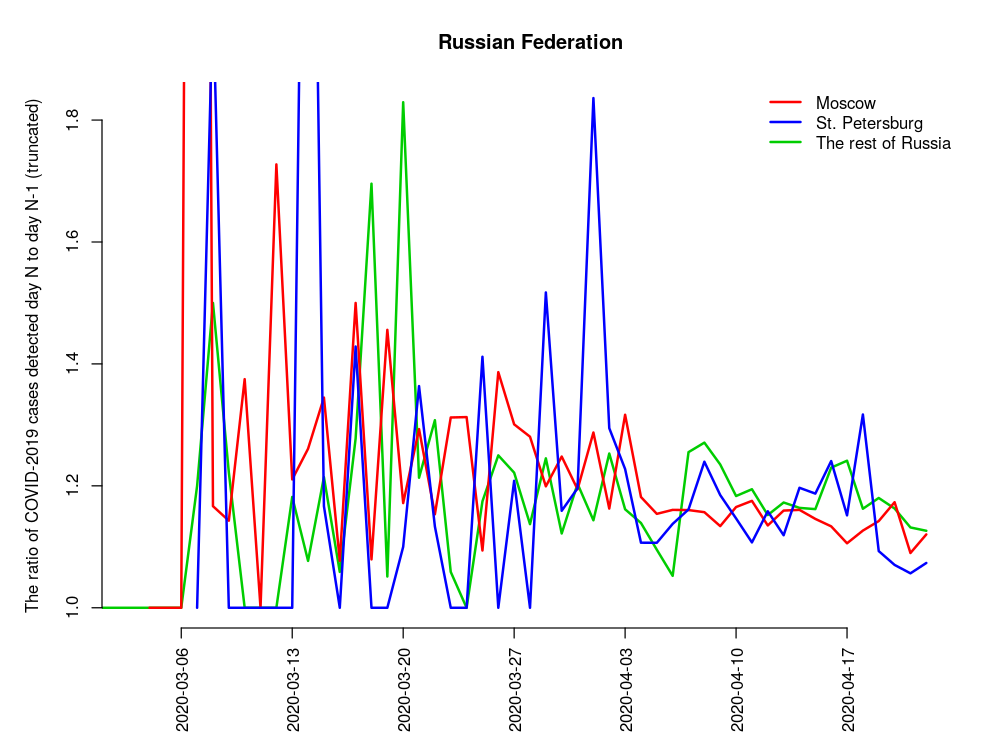 Russian Federation
The ratio of COVID-2019 cases detected day N to day N-1 (truncated)
1.8
1.6
1.4
1.2
1.0
Moscow
St. Petersburg
The rest of Russia
2020-03-06
2020-03-13
2020-03-20
2020-03-27
2020-04-03
2020-04-10
2020-04-17